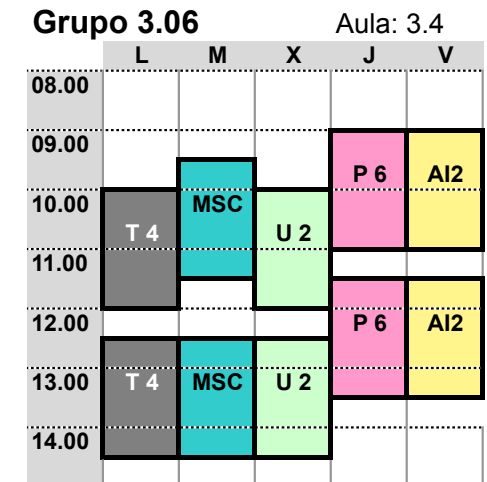 Grupo 3.06 Aula: 3.4
L M X J V
08.00
09.00
P 6 AI2
10.00 MSC
T 4 U 2
11.00
12.00 P 6 AI2
13.00 T 4 MSC U 2
14.00